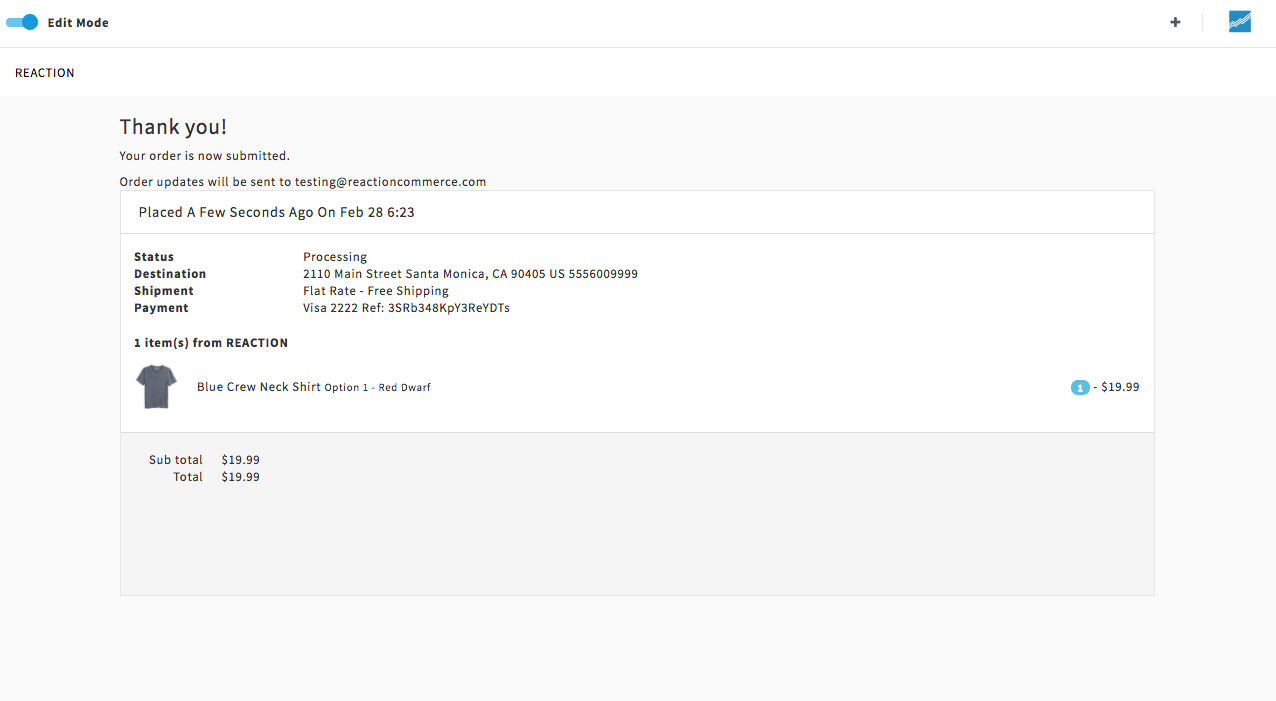 Edit Mode
REACTION
Thank you!
Your order is now submitted.
Order updates will be sent to testing@reactioncommerce.com
Placed A Few Seconds Ago On Feb 28 6:23
Status Processing
Destination 2110 Main Street Santa Monica, CA 90405 US 5556009999
Shipment Flat Rate - Free Shipping
Payment Visa 2222 Ref: 3SRb348KpY3ReYDTs
1 item(s) from REACTION
Blue Crew Neck Shirt Option 1 - Red Dwarf 1 - $19.99
Sub total $19.99
Total $19.99